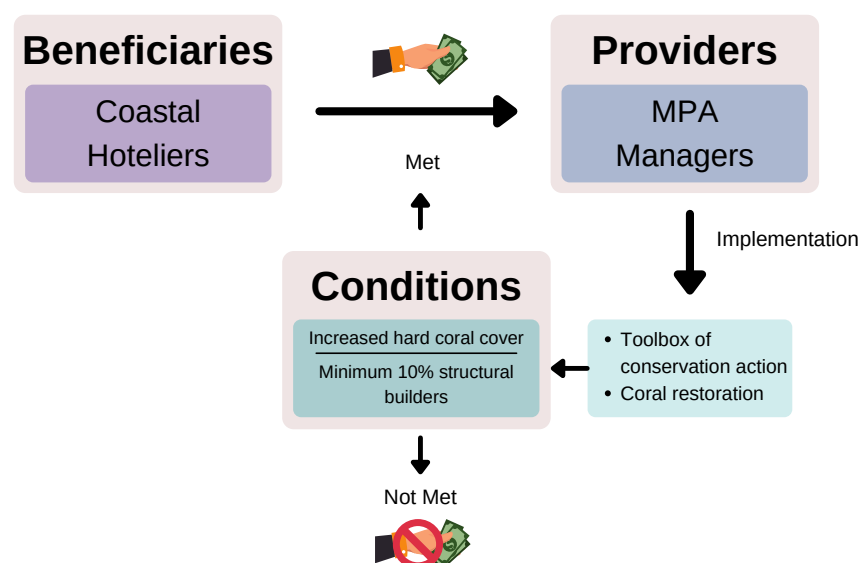 Beneficiaries
Coastal
Hoteliers
Providers
MPA
Managers
Met
Implementation
Conditions
Increased hard coral cover
Minimum 10% structural
builders
• Toolbox of
conservation action
• Coral restoration
Not Met